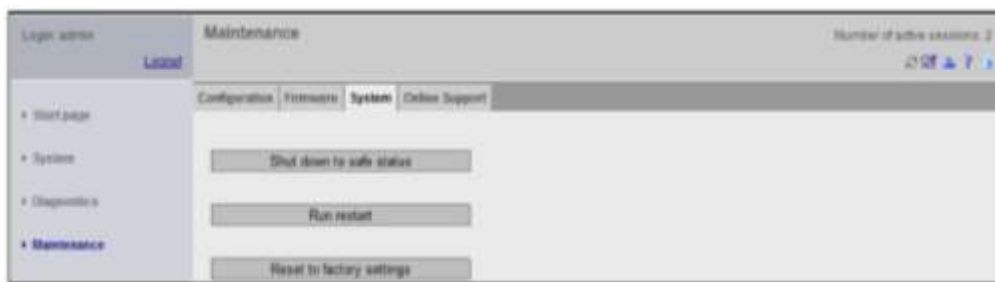 Login: admin
Logout
Maintenance
Number of active sessions: 2
?
Configuration
Firmware
System
Online Support
Start page
System
Diagnostics
Maintenance
Shut down to safe status
Run restart
Reset to factory settings